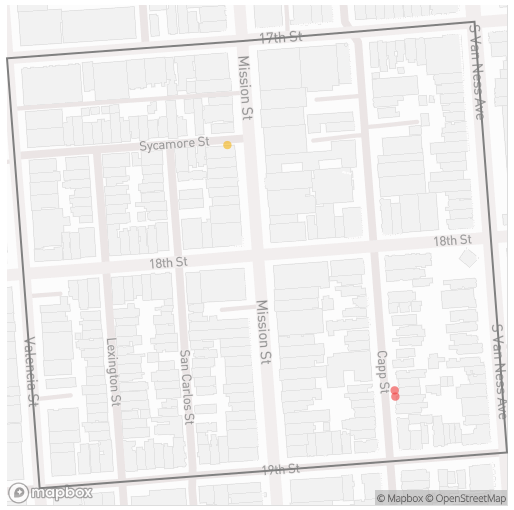 17th St
S Van Ness Ave
Mission St
Sycamore St
18th St
18th St
Mission St
Valencia St
Lexington St
San Carlos St
Capp St
S Van Ness Ave
19th St
mapbox
© Mapbox © OpenStreetMap